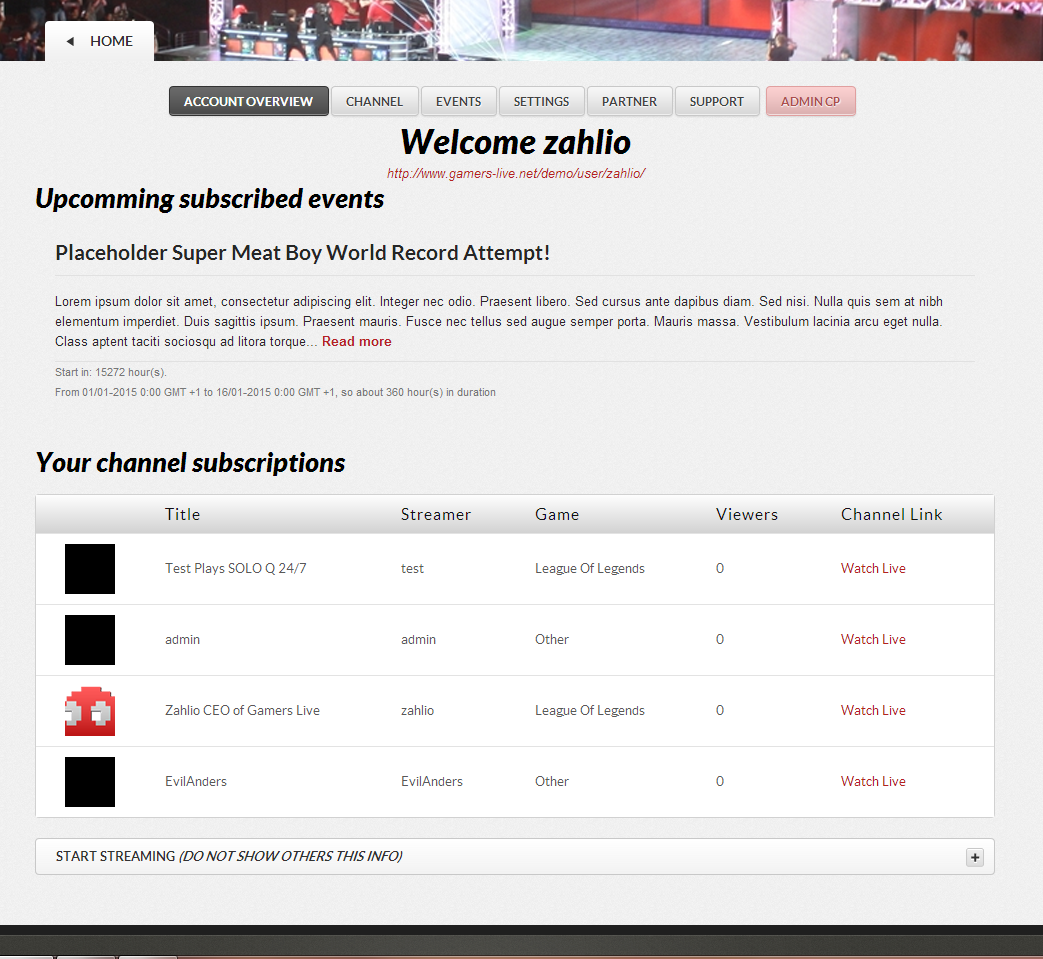 HOME
ACCOUNT OVERVIEW CHANNEL EVENTS SETTINGS PARTNER SUPPORT ADMIN CP
Welcome zahlio
http://www.gamers-live.net/demo/user/zahlio/
Upcomming subscribed events
Placeholder Super Meat Boy World Record Attempt!
Lorem ipsum dolor sit amet, consectetur adipiscing elit. Integer nec odio. Praesent libero. Sed cursus ante dapibus diam. Sed nisi. Nulla quis sem at nibh
elementum imperdiet. Duis sagittis ipsum. Praesent mauris. Fusce nec tellus sed augue semper porta. Mauris massa. Vestibulum lacinia arcu eget nulla.
Class aptent taciti sociosqu ad litora torque... Read more
Start in: 15272 hour(s).
From 01/01-2015 0:00 GMT +1 to 16/01-2015 0:00 GMT +1, so about 360 hour(s) in duration
Your channel subscriptions
Title Streamer Game Viewers Channel Link
Test Plays SOLO Q 24/7 test League Of Legends 0 Watch Live
admin admin Other 0 Watch Live
Zahlio CEO of Gamers Live zahlio League Of Legends 0 Watch Live
EvilAnders EvilAnders Other 0 Watch Live
START STREAMING (DO NOT SHOW OTHERS THIS INFO)